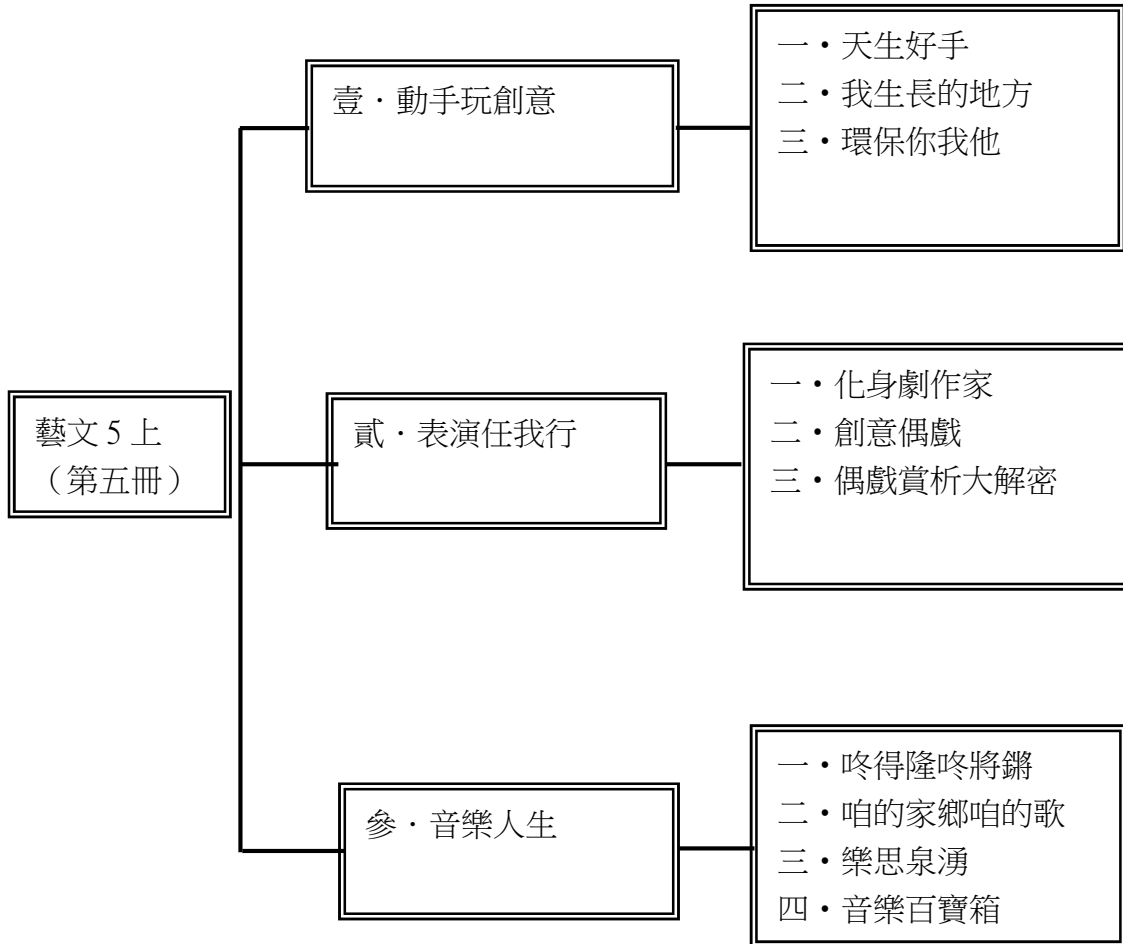 藝文 5 上
（第五冊）
壹．動手玩創意
一・天生好手
二・我生長的地方
三・環保你我他
貳．表演任我行
一・化身劇作家
二・創意偶戲
三・偶戲賞析大解密
參．音樂人生
一・咚得隆咚將鏘
二・咱的家鄉咱的歌
三・樂思泉湧
四・音樂百寶箱